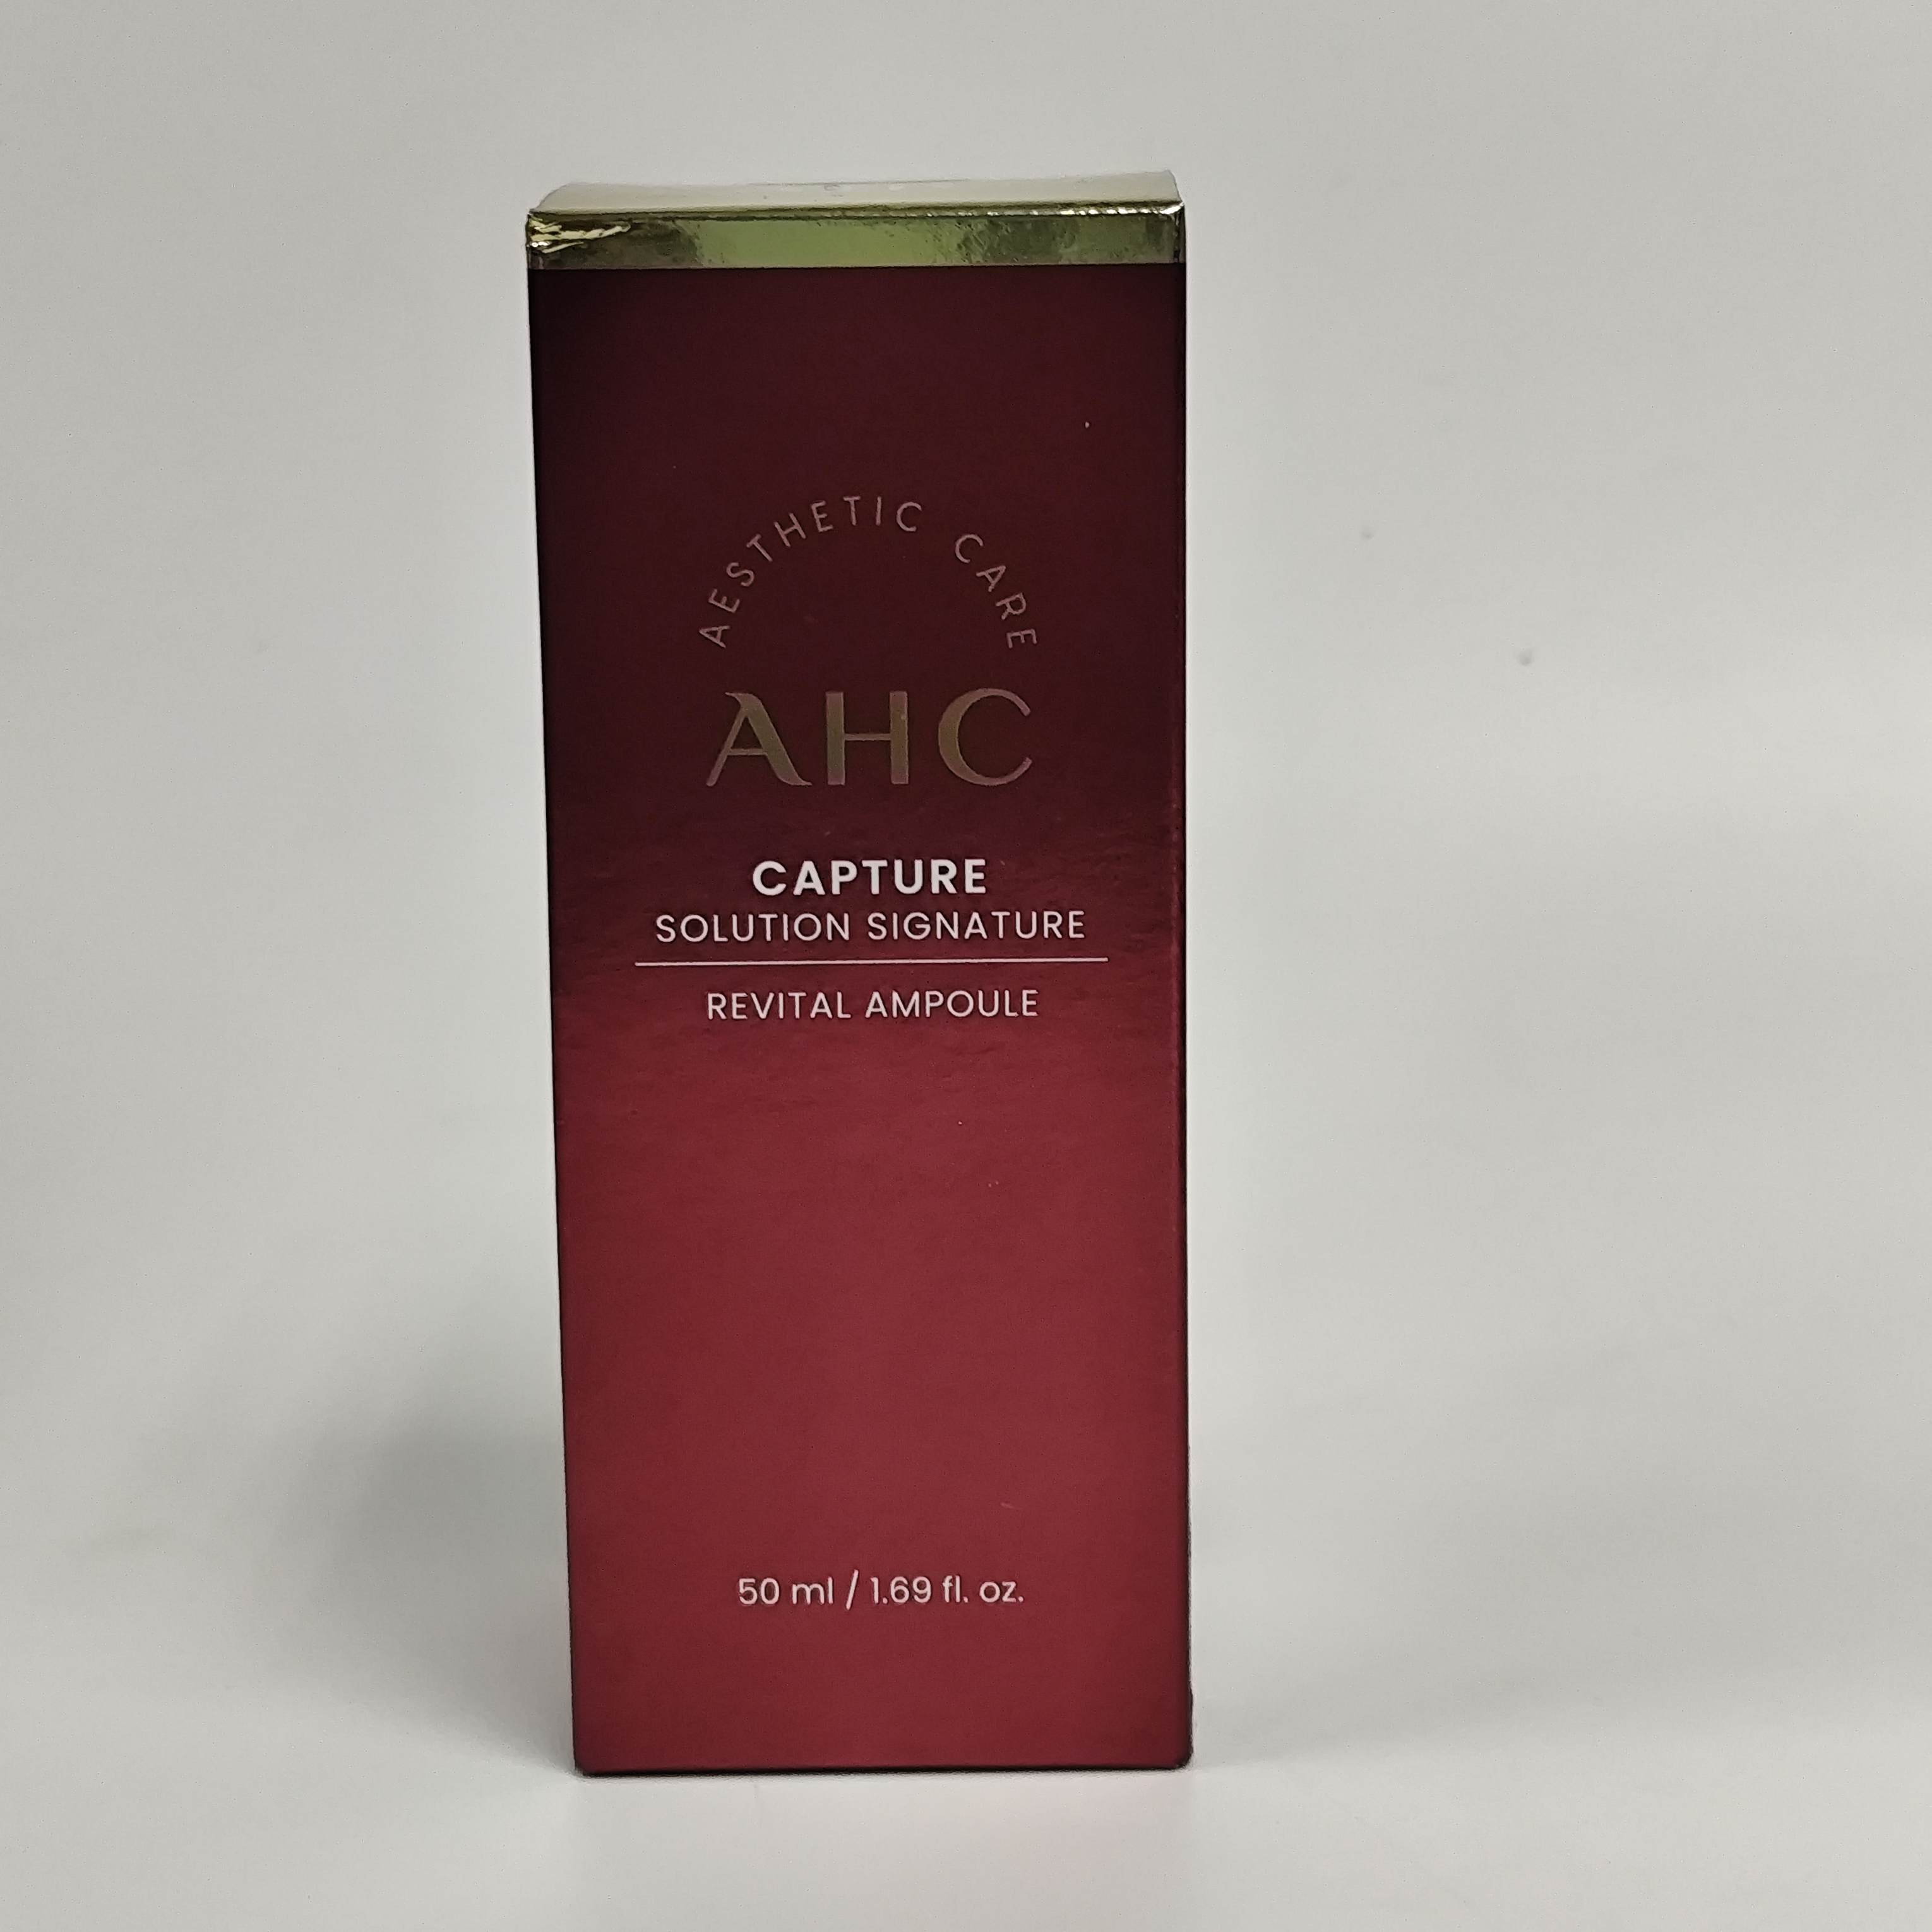 AESTHETIC CARE
AHC
CAPTURE
SOLUTION SIGNATURE
REVITAL AMPOULE
50 ml / 1.69 fl. oz.